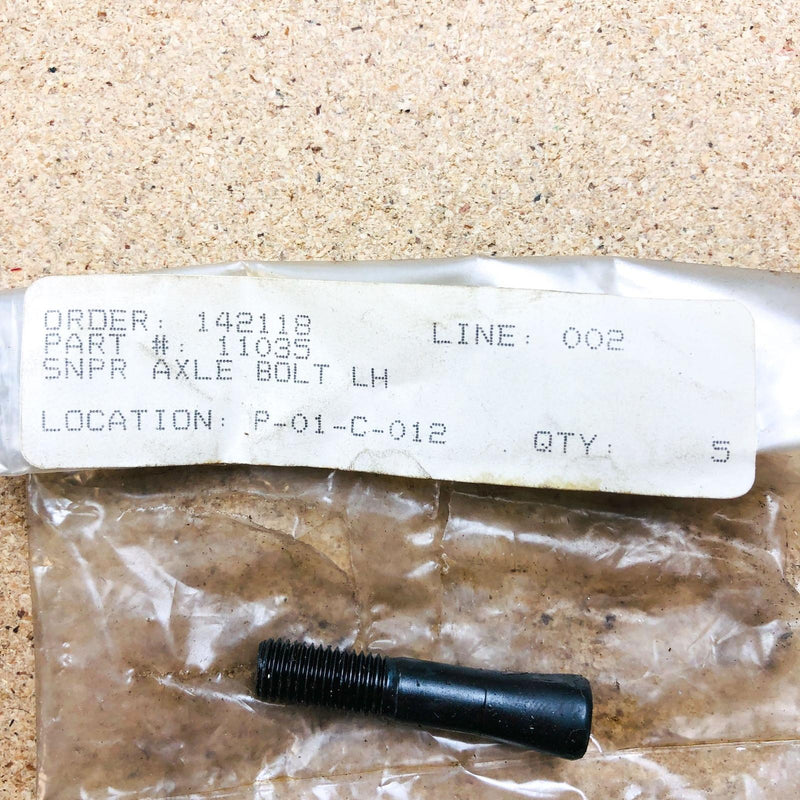 ORDER: 142118 LINE: 002
PART #: 11035
SNPR AXLE BOLT LH
LOCATION: P-01-C-012 QTY: 5